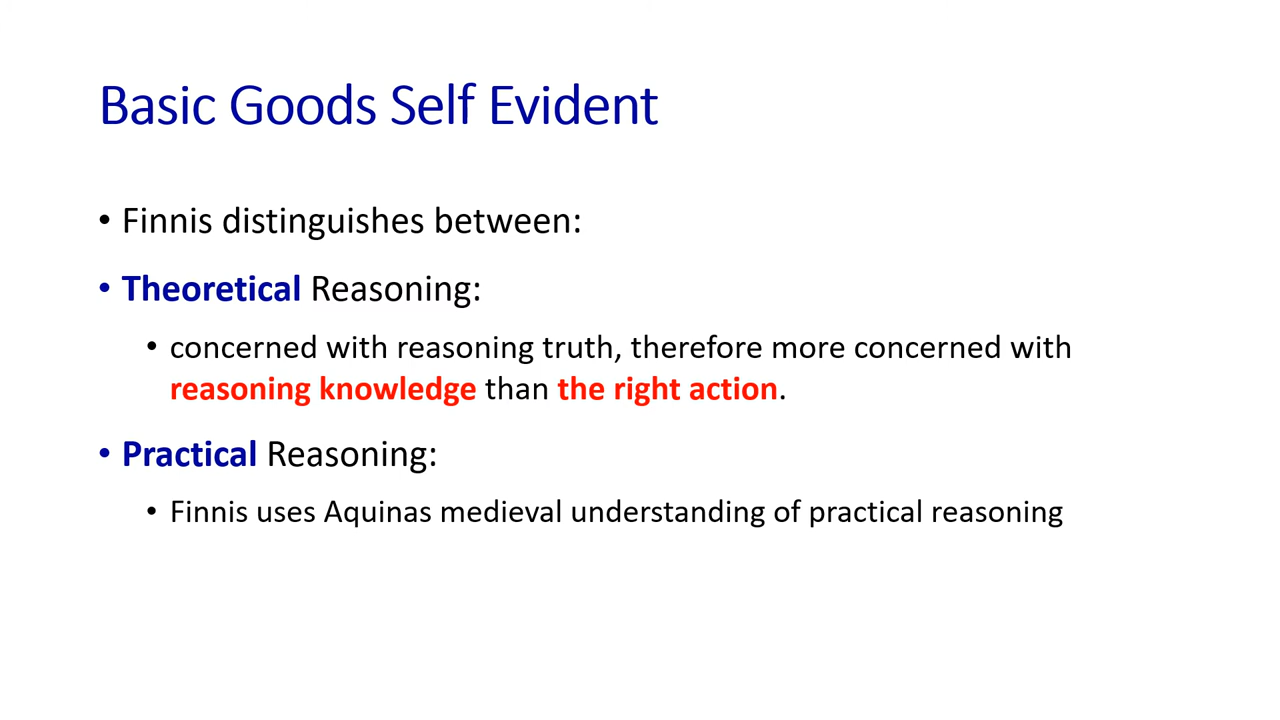 Basic Goods Self Evident
• Finnis distinguishes between:
• Theoretical Reasoning:
• concerned with reasoning truth, therefore more concerned with
reasoning knowledge than the right action.
• Practical Reasoning:
• Finnis uses Aquinas medieval understanding of practical reasoning